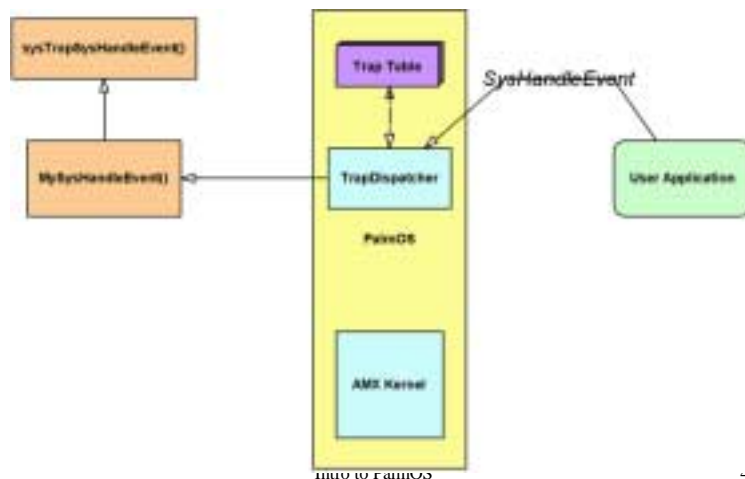 sysTrapSysHandleEvent()
Trap Table
SysHandleEvent
MySysHandleEvent()
TrapDispatcher
User Application
PalmOS
AMX Kernel
Intro to PalmOS